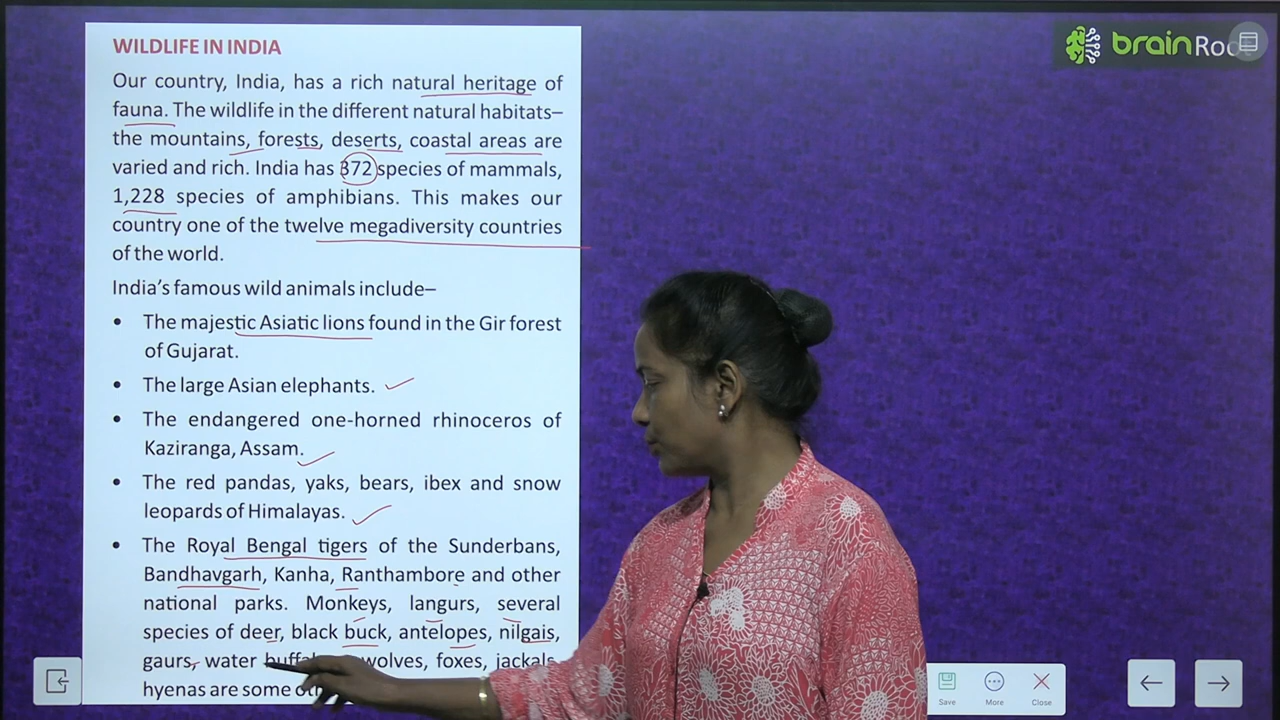 WILDLIFE IN INDIA
Our country, India, has a rich natural heritage of
fauna. The wildlife in the different natural habitats–
the mountains, forests, deserts, coastal areas are
varied and rich. India has 372 species of mammals,
1,228 species of amphibians. This makes our
country one of the twelve megadiversity countries
of the world.
India's famous wild animals include–
• The majestic Asiatic lions found in the Gir forest
of Gujarat.
• The large Asian elephants.
• The endangered one-horned rhinoceros of
Kaziranga, Assam.
• The red pandas, yaks, bears, ibex and snow
leopards of Himalayas.
• The Royal Bengal tigers of the Sunderbans,
Bandhavgarh, Kanha, Ranthambore and other
national parks. Monkeys, langurs, several
species of deer, black buck, antelopes, nilgais,
gaurs, water wolves, foxes, jackals
hyenas are some
brainRoot
Save More Close